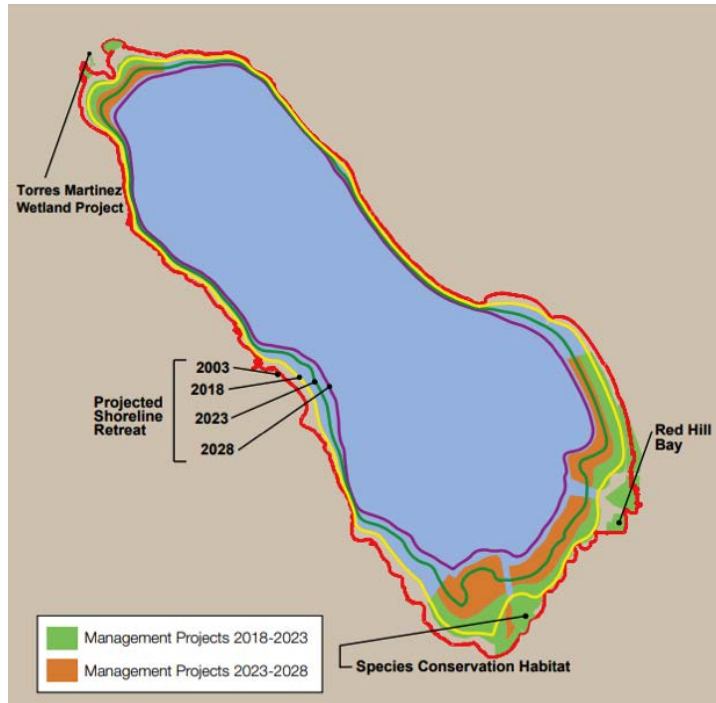 Torres Martinez
Wetland Project
Projected
Shoreline
Retreat
2003
2018
2023
2028
Red Hill
Bay
Species Conservation Habitat
Management Projects 2018-2023
Management Projects 2023-2028